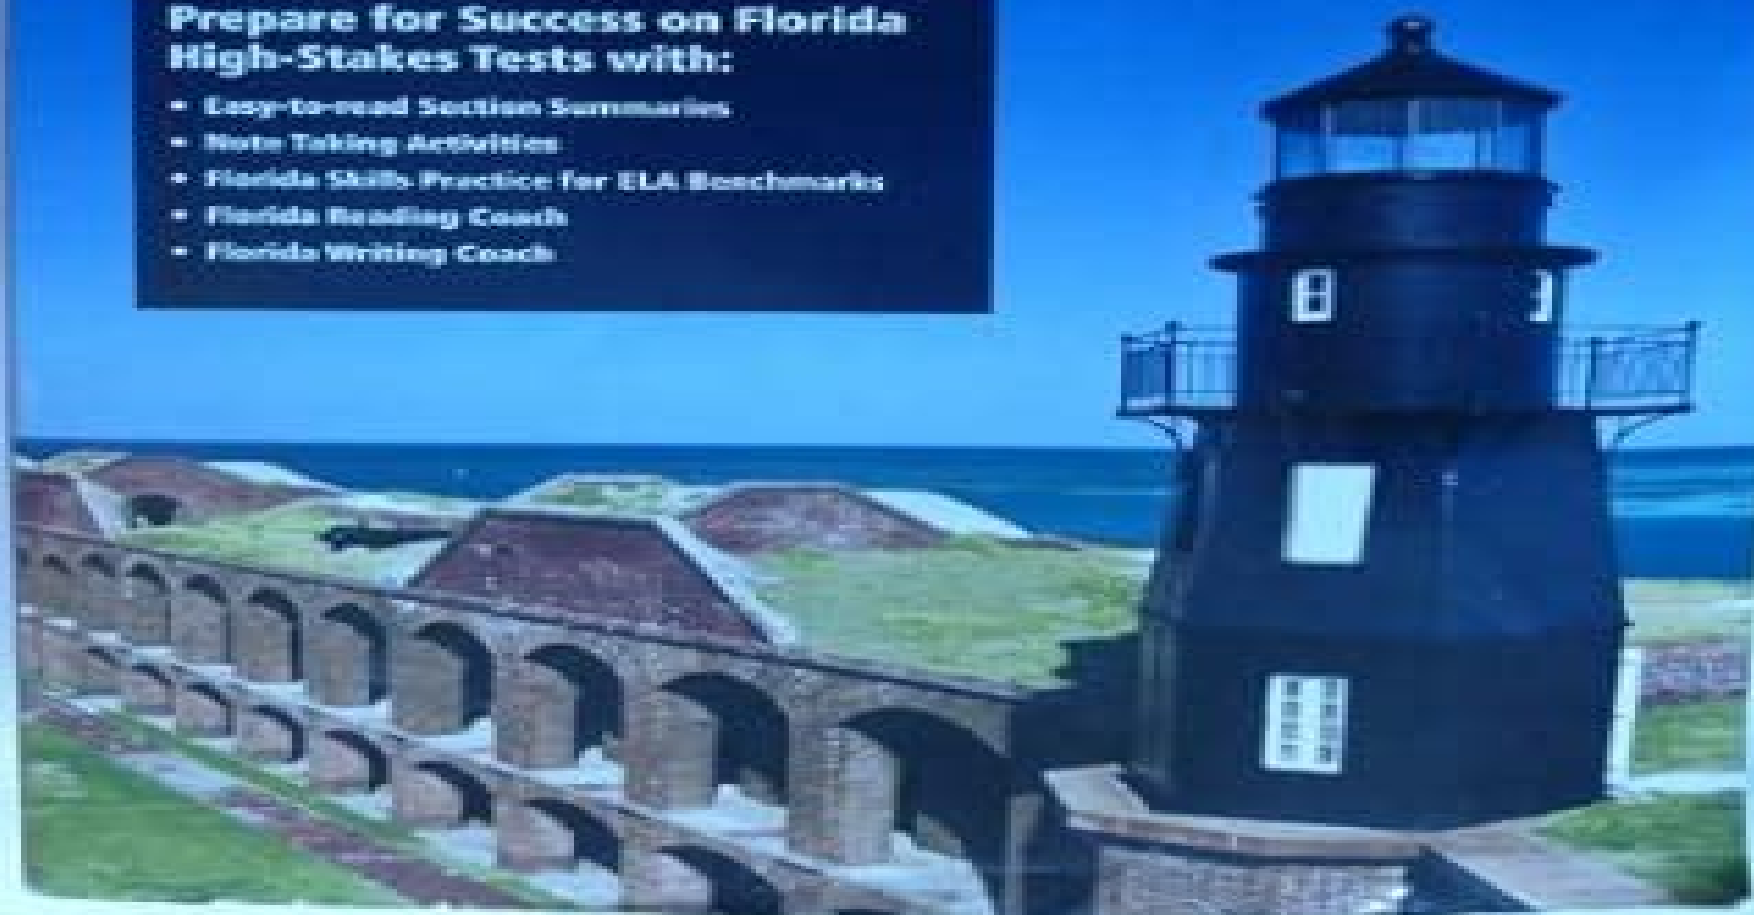 Prepare for Success on Florida
High-Stakes Tests with:
• Easy-to-read Section Summaries
• Note Taking Activities
• Florida Skills Practice for ELA Benchmarks
• Florida Reading Coach
• Florida Writing Coach